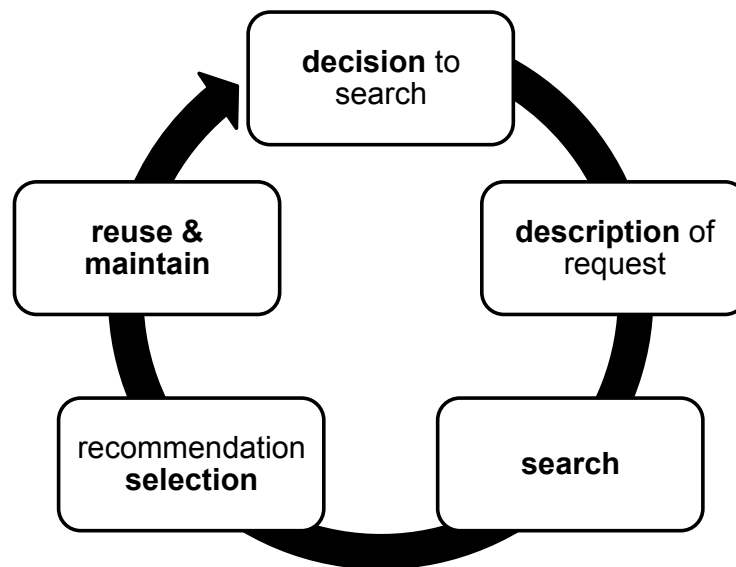 decision to
search
description of
request
search
recommendation
selection
reuse &
maintain